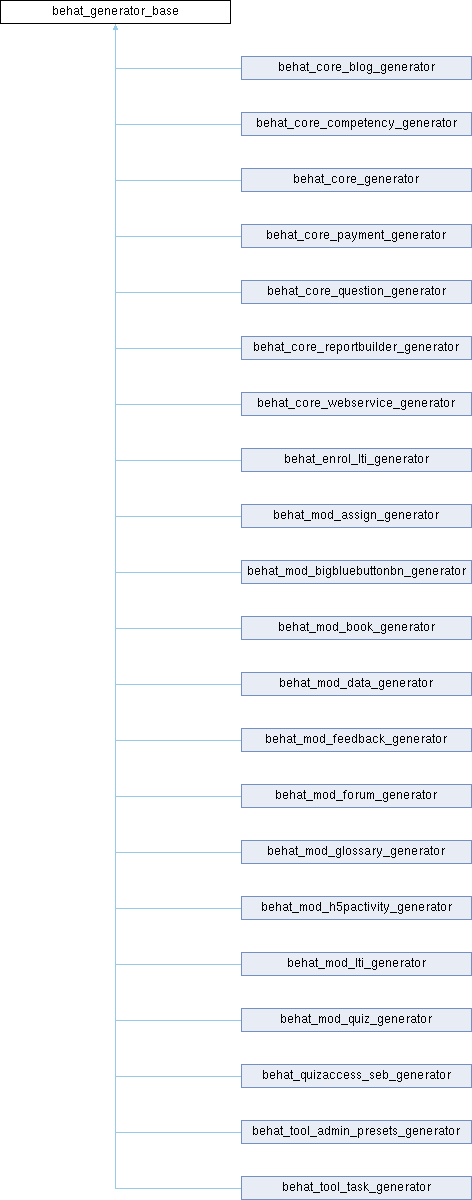 behat_generator_base
behat_core_blog_generator
behat_core_competency_generator
behat_core_generator
behat_core_payment_generator
behat_core_question_generator
behat_core_reportbuilder_generator
behat_core_webservice_generator
behat_enrol_lti_generator
behat_mod_assign_generator
behat_mod_bigbluebuttonbn_generator
behat_mod_book_generator
behat_mod_data_generator
behat_mod_feedback_generator
behat_mod_forum_generator
behat_mod_glossary_generator
behat_mod_h5pactivity_generator
behat_mod_lti_generator
behat_mod_quiz_generator
behat_quizaccess_seb_generator
behat_tool_admin_presets_generator
behat_tool_task_generator